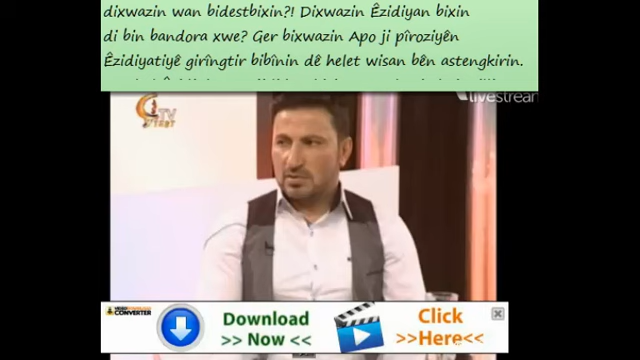 dixwazin wan bidestbixin?! Dixwazin Êzidiyan bixin
di bin bandora xwe? Ger bixwazin Apo ji pîroziyên
Êzidiyatiyê girîngtir bibînin dê helet wisan bên astengkirin.
livestream
TV
CONVERTER
Download
>> Now <<
Click
>>Here<<